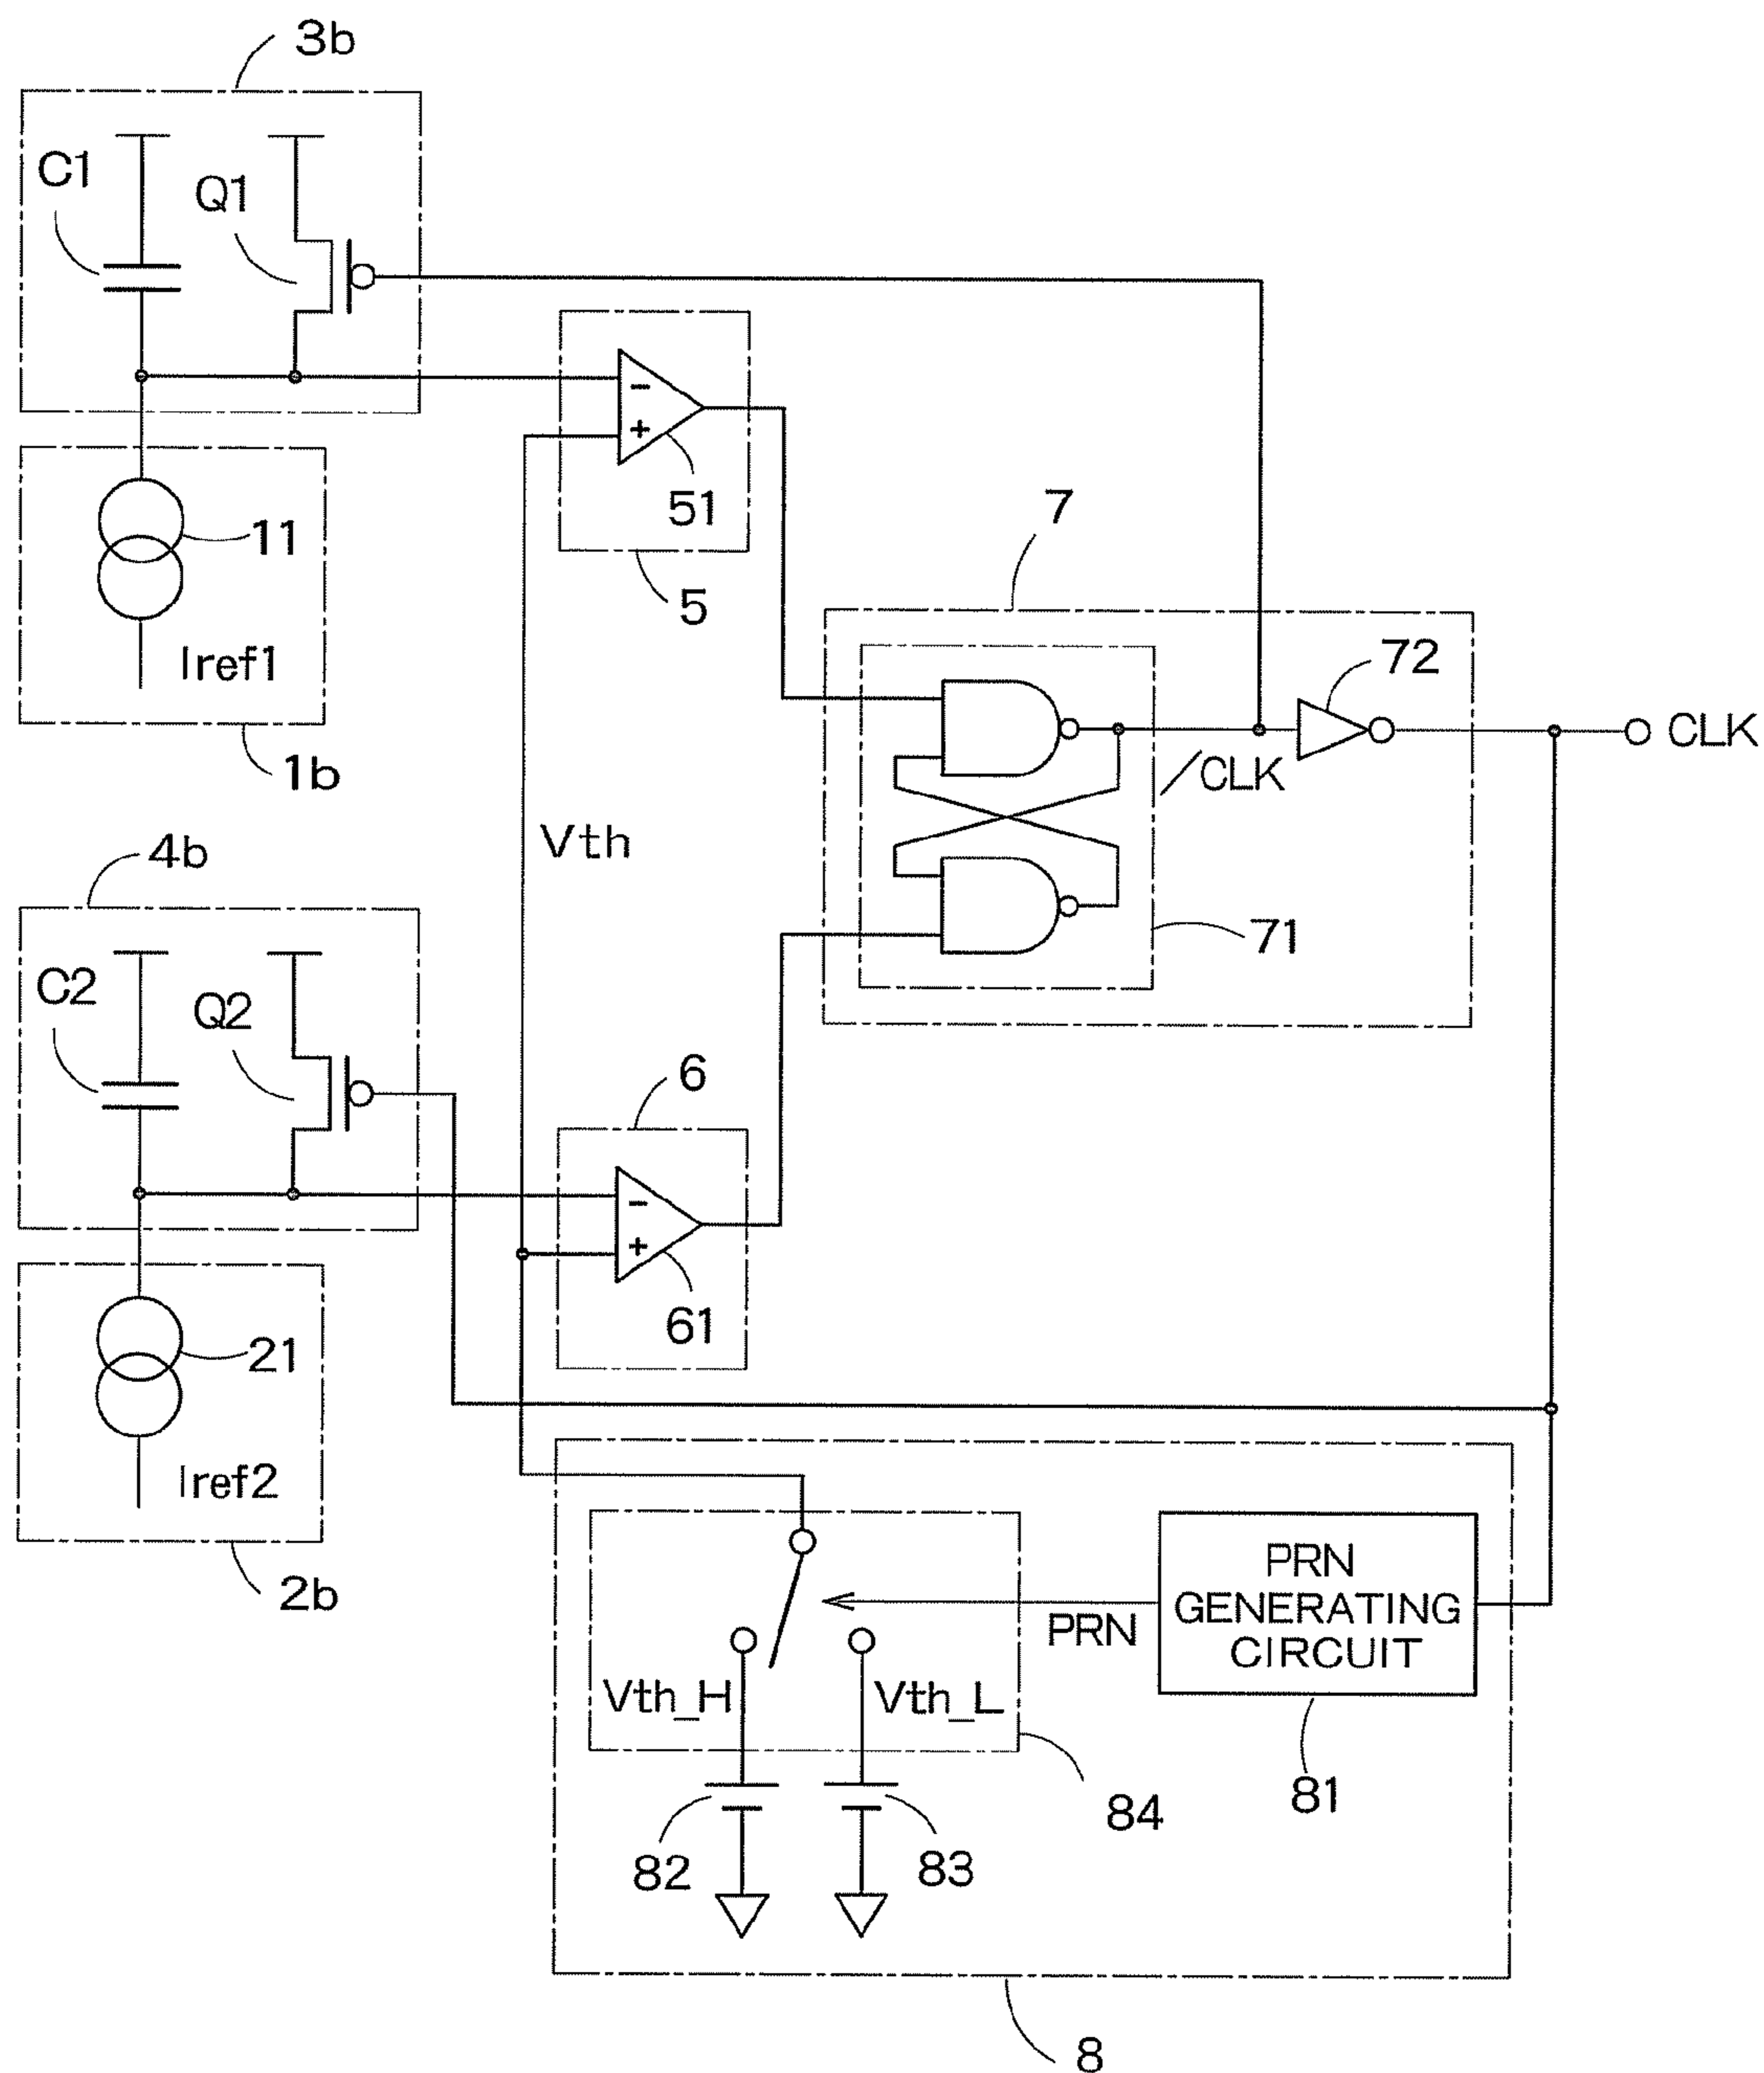 3b
C1
Q1
-
+
51
5
11
Iref1
1b
7
72
CLK
/CLK
Vth
4b
71
C2
Q2
6
-
+
61
21
Iref2
2b
PRN
GENERATING
CIRCUIT
PRN
Vth_H
Vth_L
81
84
82
83
8